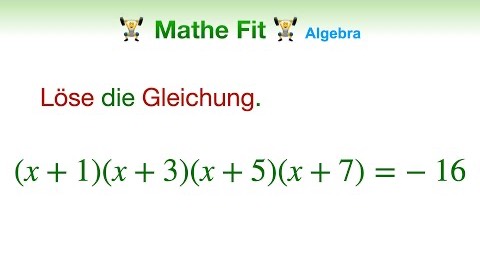 🏋 Mathe Fit 🏋 Algebra
Löse die Gleichung.
(x + 1)(x + 3)(x + 5)(x + 7) = − 16